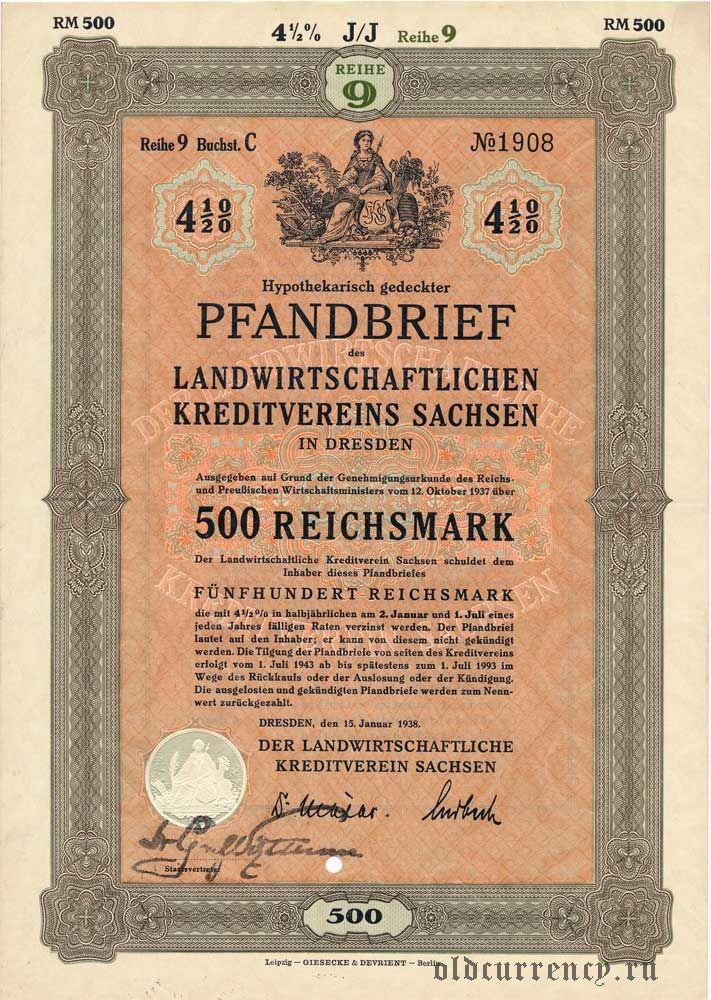 RM 500
4½% J/J Reihe 9
RM 500
REIHE
9
Reihe 9 Buchst. C
№1908
4 10/20
4 10/20
Hypothekarisch gedeckter
PFANDBRIEF
des
LANDWIRTSCHAFTLICHEN
KREDITVEREINS SACHSEN
IN DRESDEN
Ausgegeben auf Grund der Genehmigungsurkunde des Reichs-
und Preußischen Wirtschaftsministers vom 12. Oktober 1937 über
500 REICHSMARK
Der Landwirtschaftliche Kreditverein Sachsen schuldet dem
Inhaber dieses Pfandbriefes
FÜNFHUNDERT REICHSMARK
die mit 4½% in halbjährlichen am 2. Januar und 1. Juli eines
jeden Jahres fälligen Raten verzinst werden. Der Pfandbrief
lautet auf den Inhaber; er kann von diesem nicht gekündigt
werden. Die Tilgung der Pfandbriefe von seiten des Kreditvereins
erfolgt vom 1. Juli 1943 ab bis spätestens zum 1. Juli 1993 im
Wege des Rückkaufs oder der Auslosung oder der Kündigung.
Die ausgelosten und gekündigten Pfandbriefe werden zum Nenn-
wert zurückgezahlt.
DRESDEN, den 15. Januar 1938.
DER LANDWIRTSCHAFTLICHE
KREDITVEREIN SACHSEN
Staatsvertreter
500
Leipzig — GIESECKE & DEVRIENT — Berlin
oldcurrency.ru